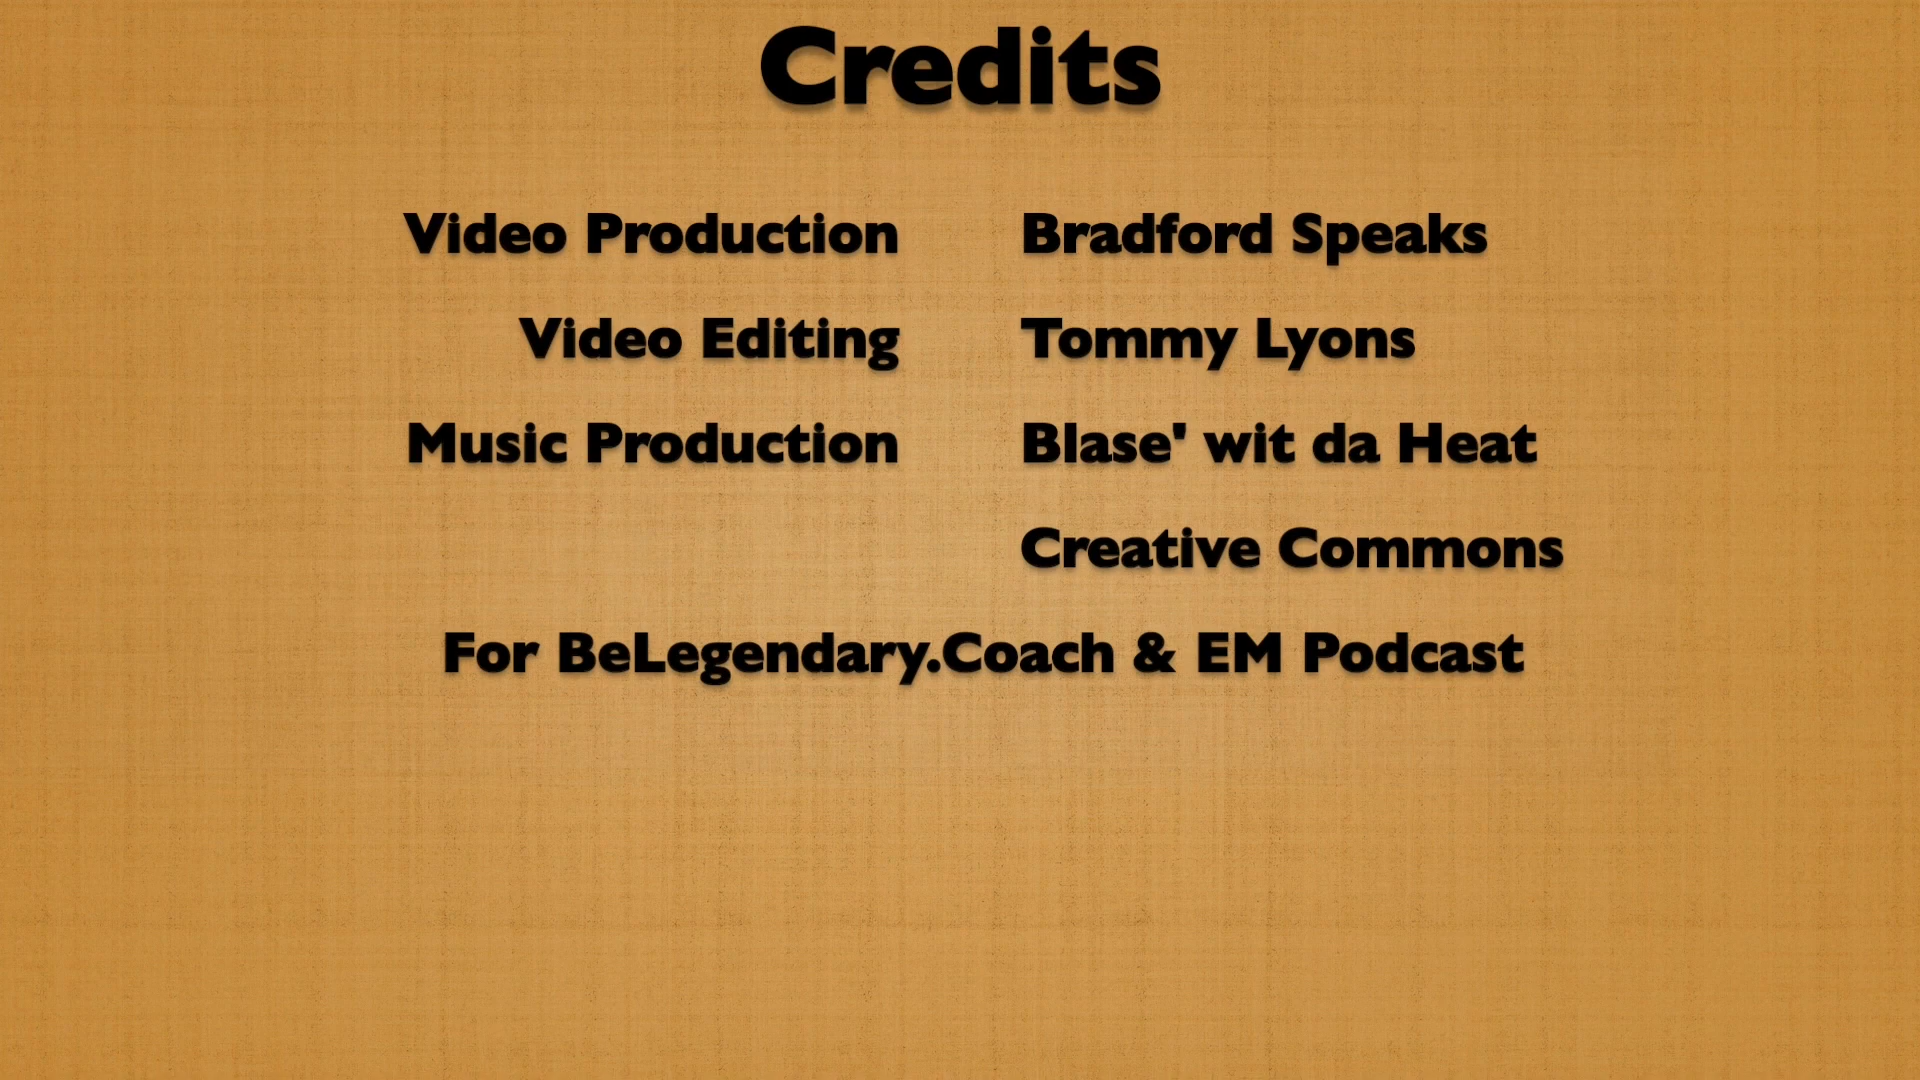 Credits
Video Production Bradford Speaks
Video Editing Tommy Lyons
Music Production Blase' wit da Heat
Creative Commons
For BeLegendary.Coach & EM Podcast